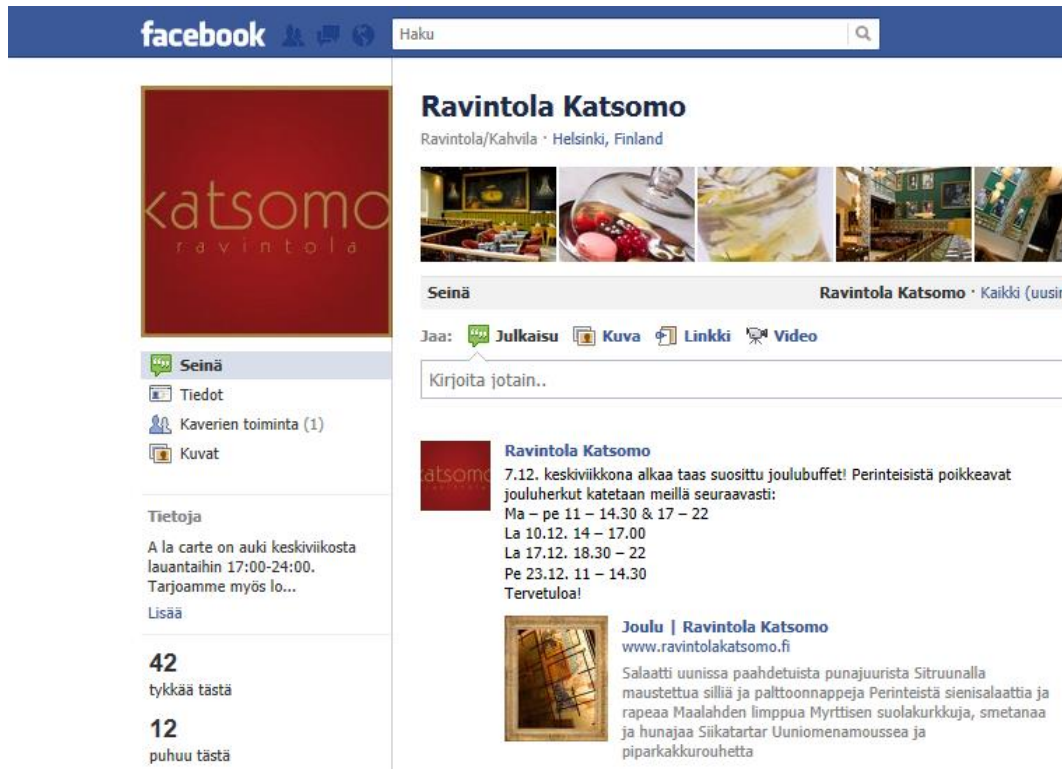 facebook
Haku
katsomo
ravintola
Seinä
Tiedot
Kaverien toiminta (1)
Kuvat
Tietoja
A la carte on auki keskiviikosta
lauantaihin 17:00-24:00.
Tarjoamme myös lo...
Lisää
42
tykkää tästä
12
puhuu tästä
Ravintola Katsomo
Ravintola/Kahvila · Helsinki, Finland
Seinä
Ravintola Katsomo · Kaikki (uusi
Jaa: Julkaisu Kuva Linkki Video
Kirjoita jotain..
katsomo
ravintola
Ravintola Katsomo
7.12. keskiviikkona alkaa taas suosittu joulubuffet! Perinteisistä poikkeavat
jouluherkut katetaan meillä seuraavasti:
Ma – pe 11 – 14.30 & 17 – 22
La 10.12. 14 – 17.00
La 17.12. 18.30 – 22
Pe 23.12. 11 – 14.30
Tervetuloa!
Joulu | Ravintola Katsomo
www.ravintolakatsomo.fi
Salaatti uunissa paahdetuista punajuurista Sitruunalla
maustettua silliä ja palttoonnappeja Perinteistä sienisalaattia ja
rapeaa Maalahden limppua Myrttisen suolakurkkuja, smetanaa
ja hunajaa Siikatartar Uuniomenamoussea ja
piparkakkurouhetta